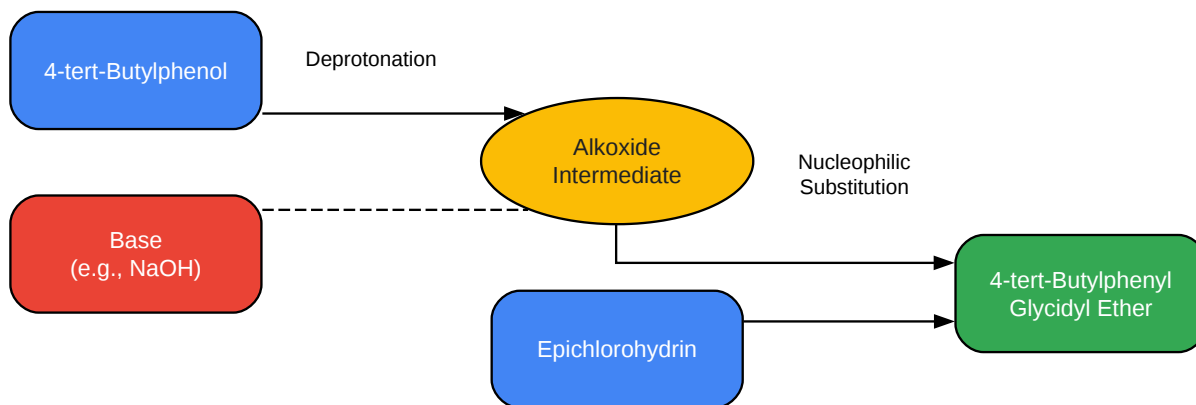 4-tert-Butylphenol
Deprotonation
Alkoxide
Intermediate
Nucleophilic
Substitution
Base
(e.g., NaOH)
4-tert-Butylphenyl
Glycidyl Ether
Epichlorohydrin